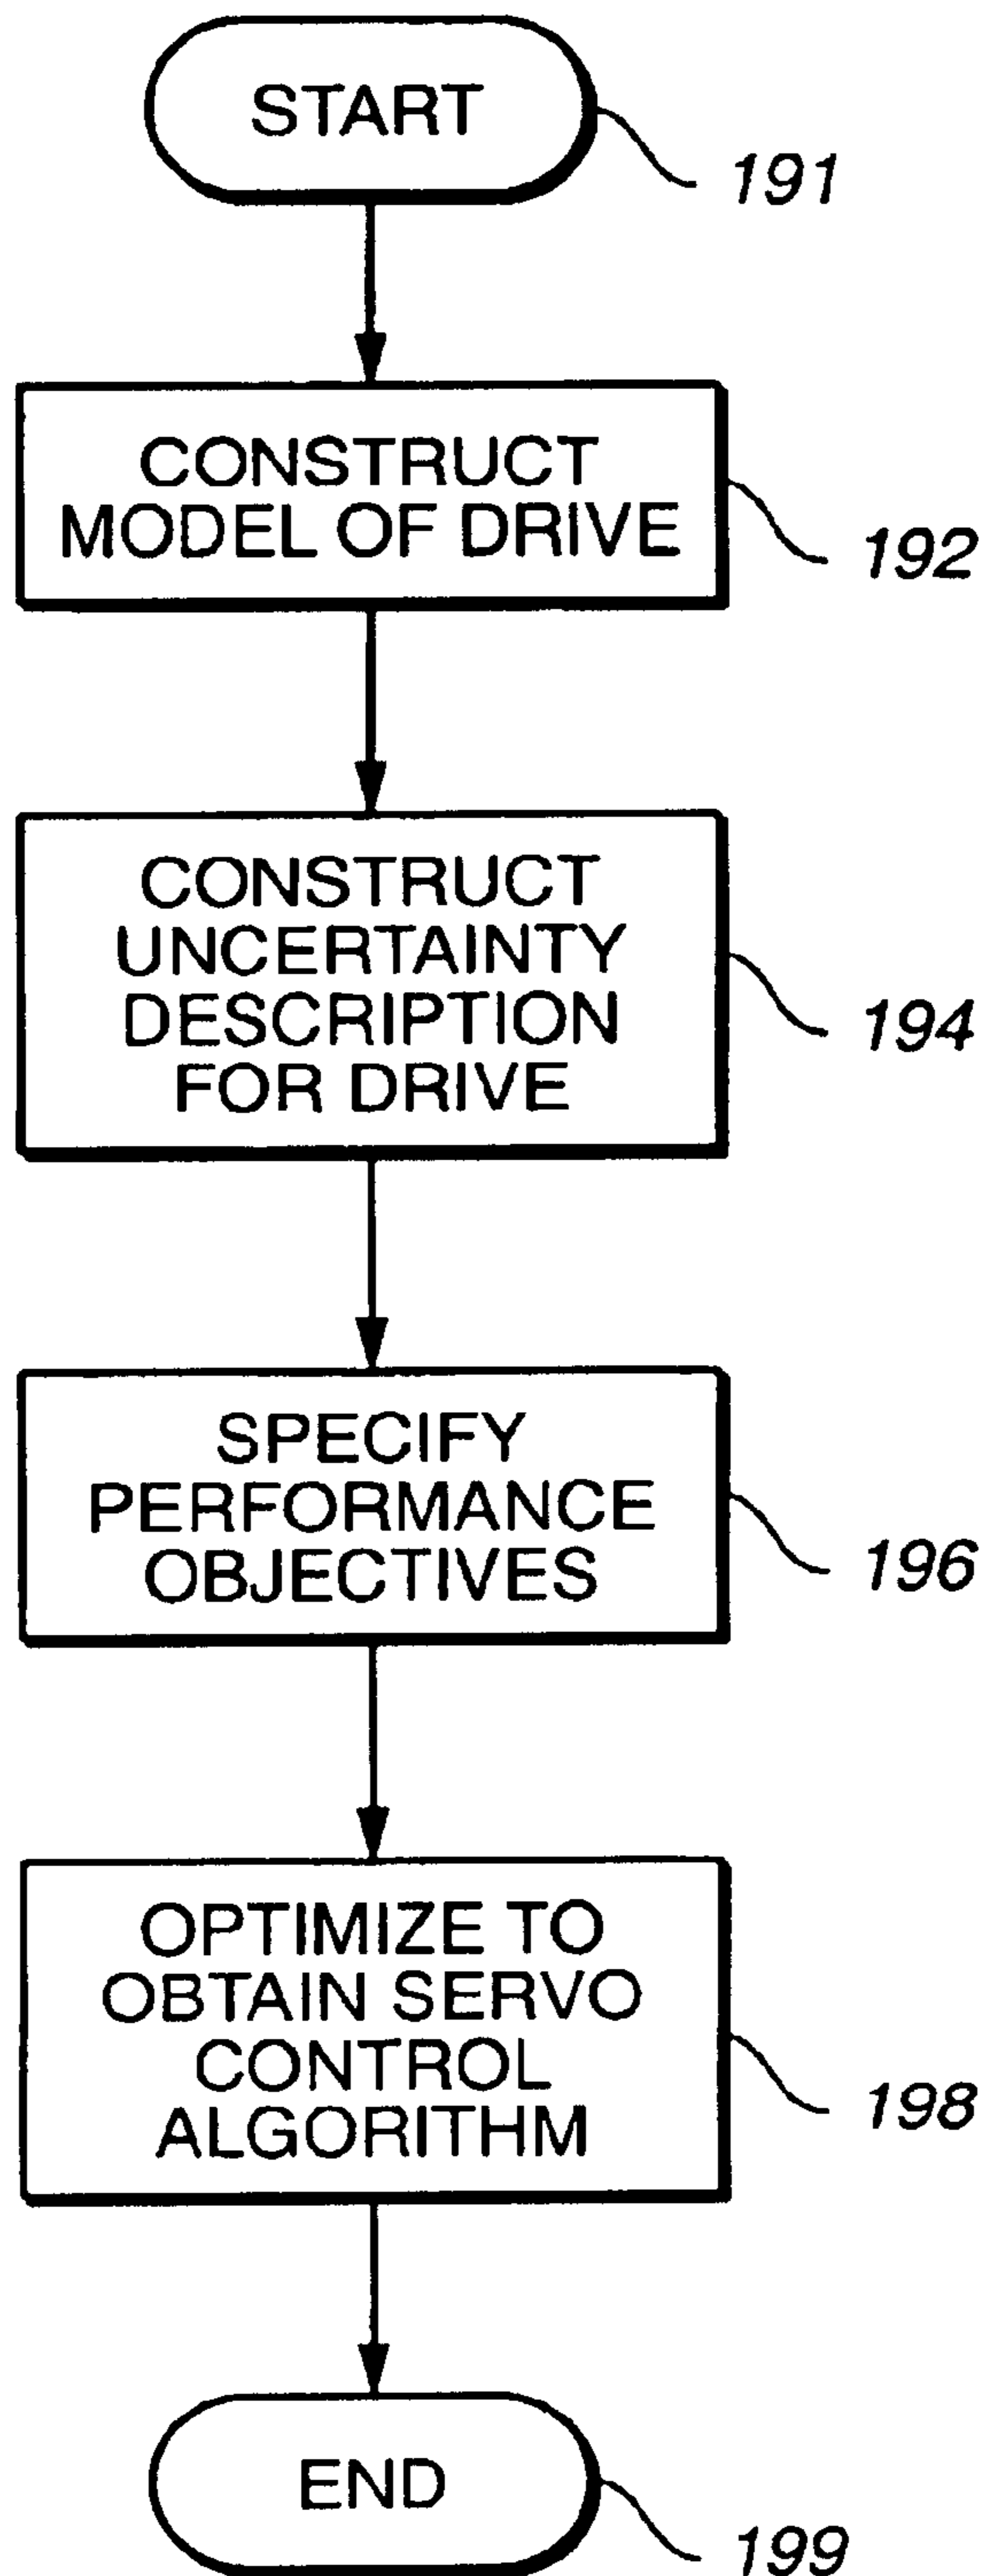 START
191
CONSTRUCT
MODEL OF DRIVE
192
CONSTRUCT
UNCERTAINTY
DESCRIPTION
FOR DRIVE
194
SPECIFY
PERFORMANCE
OBJECTIVES
196
OPTIMIZE TO
OBTAIN SERVO
CONTROL
ALGORITHM
198
END
199